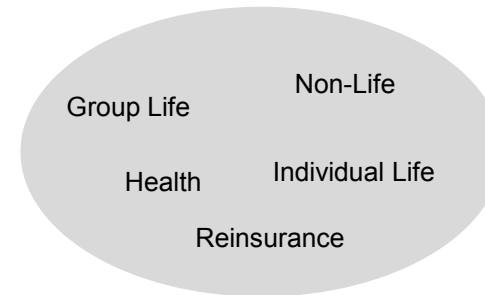 Non-Life
Group Life
Individual Life
Health
Reinsurance